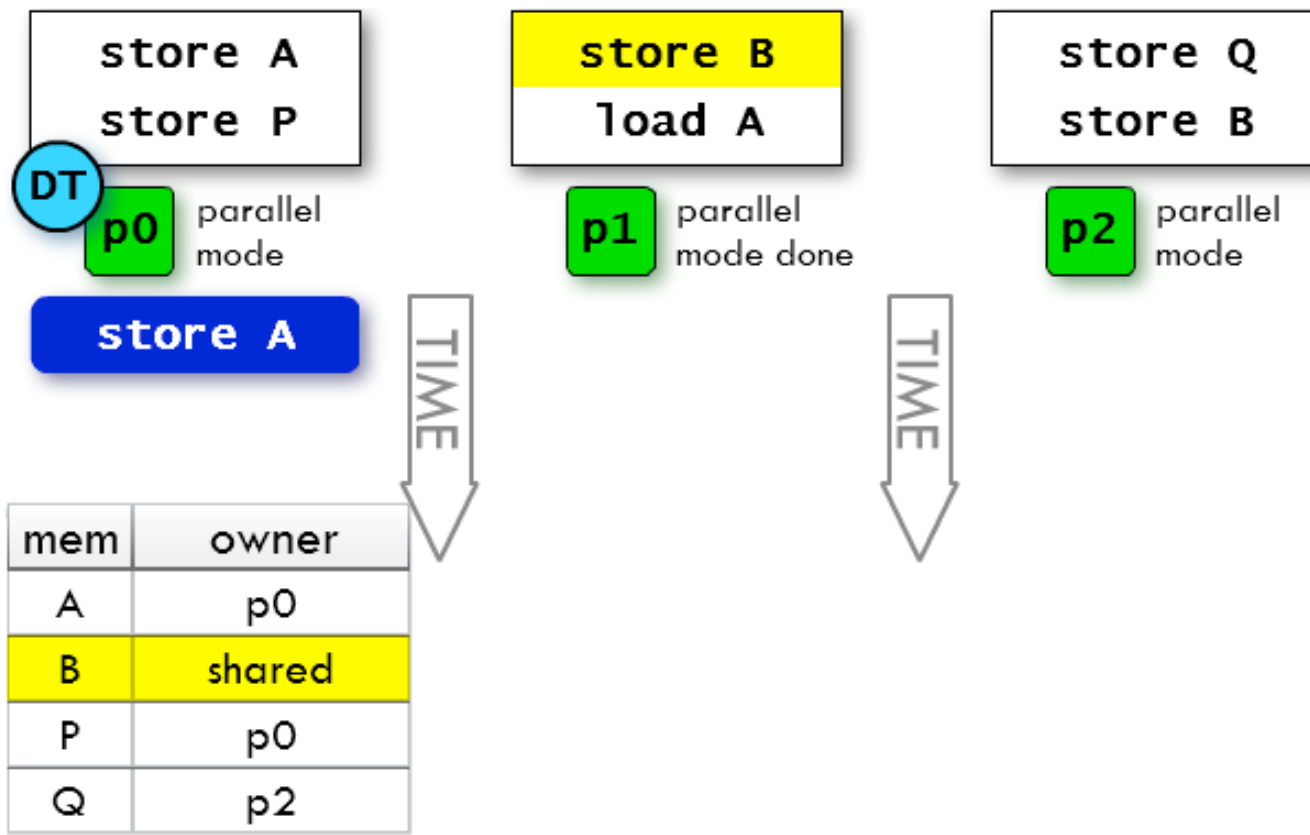 store A
store P
DT
p0
parallel
mode
store A
store B
load A
p1
parallel
mode done
store Q
store B
p2
parallel
mode
TIME
TIME
mem owner
A p0
B shared
P p0
Q p2